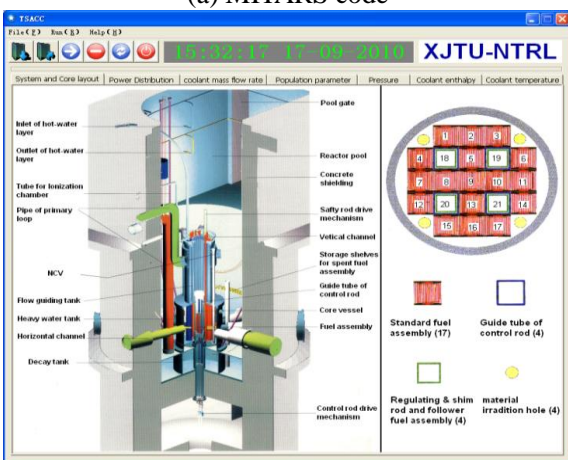 (a) MITARS code
TSACC
File(F) Run(R) Help(H)
15:32:17 17-09-2010
XJTU-NTRL
System and Core layout Power Distribution coolant mass flow rate Population parameter Pressure Coolant enthalpy Coolant temperature
Pool gate
Inlet of hot-water
layer
Outlet of hot-water
layer
Reactor pool
Concrete
shielding
Tube for Ionization
chamber
Pipe of primary
loop
Safty rod drive
mechanism
Vetical channel
NCV
Storage shelves
for spent fuel
assembly
Flow guiding tank
Guide tube of
control rod
Heavy water tank
Core vessel
Horizontal channel
Fuel assembly
Decay tank
Control rod drive
mechanism
1 2 3
4 18 5 19 6
7 8 9 10 11
12 20 13 21 14
15 16 17
Standard fuel
assembly (17)
Guide tube of
control rod (4)
Regulating & shim
rod and follower
fuel assembly (4)
material
irradition hole (4)